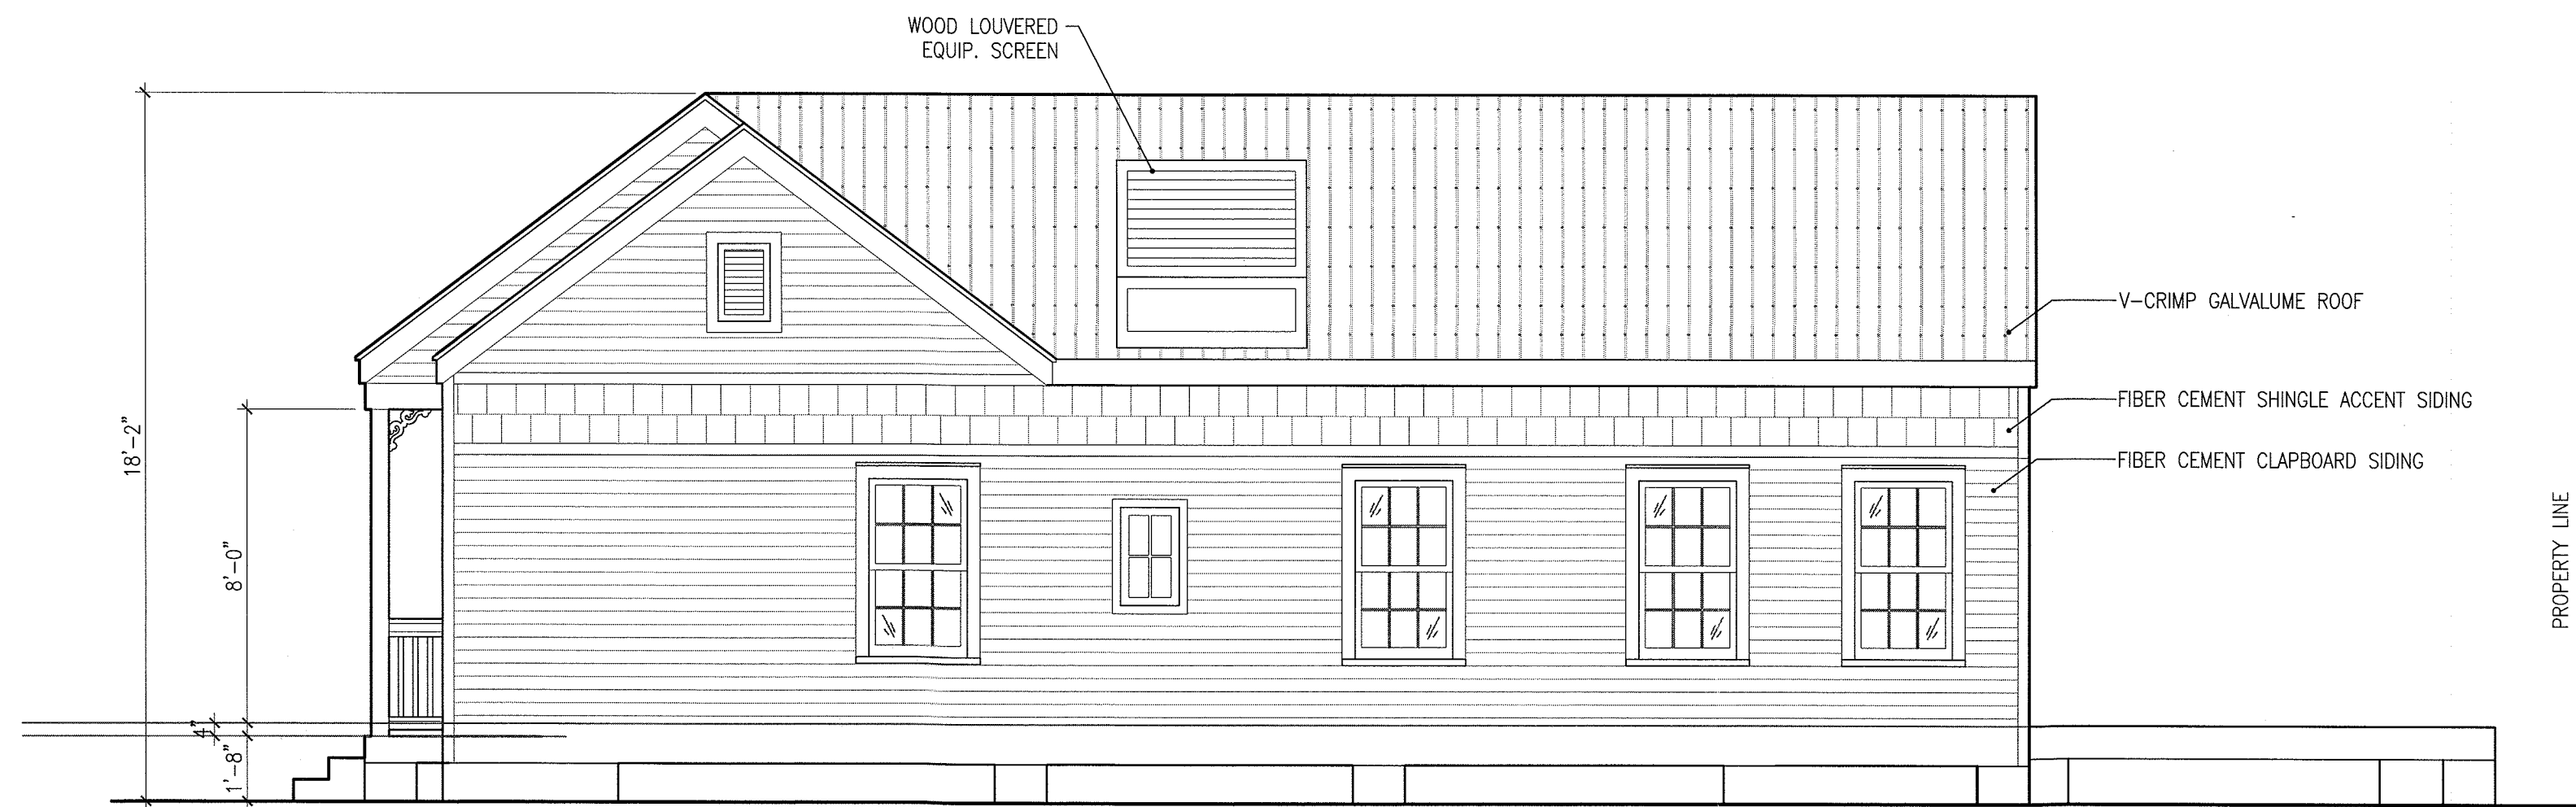 WOOD LOUVERED
EQUIP. SCREEN
18'-2"
8'-0"
4"
1'-8"
V-CRIMP GALVALUME ROOF
FIBER CEMENT SHINGLE ACCENT SIDING
FIBER CEMENT CLAPBOARD SIDING
PROPERTY LINE